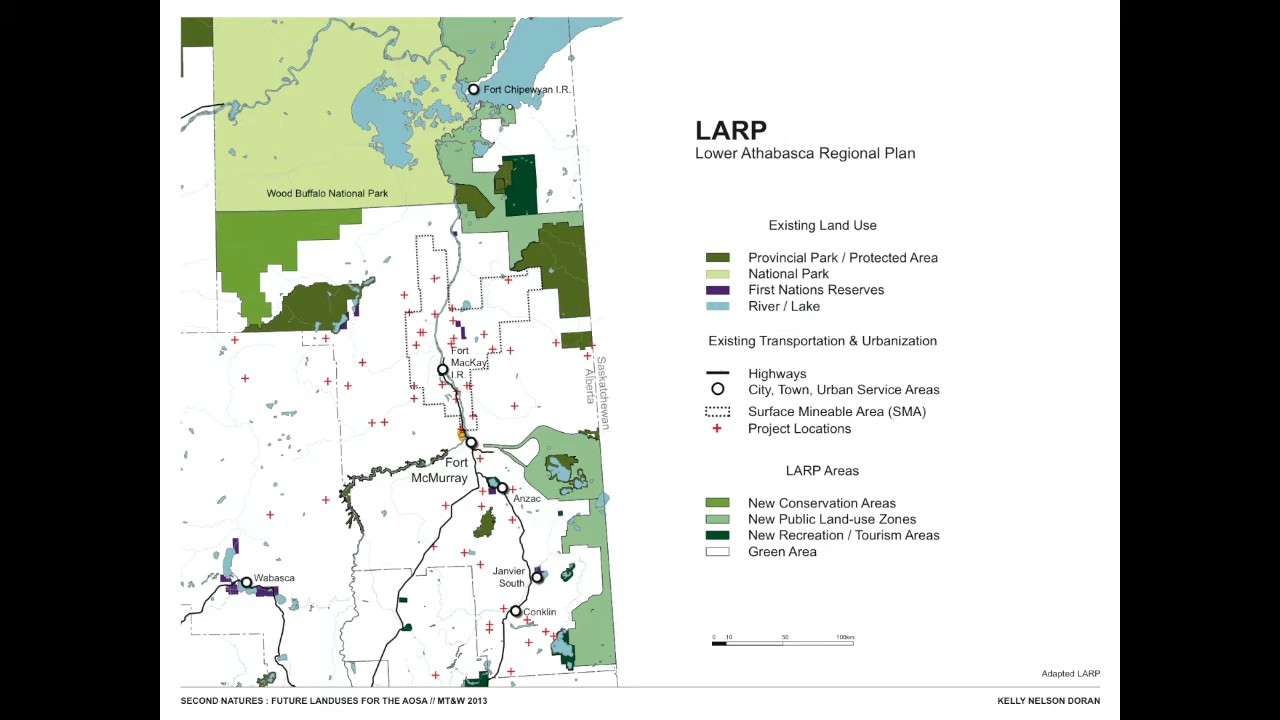 Fort Chipewyan I.R.
Wood Buffalo National Park
Fort
MacKay
I.R.
Saskatchewan
Alberta
Fort
McMurray
Anzac
Janvier
South
Wabasca
Conklin
LARP
Lower Athabasca Regional Plan
Existing Land Use
Provincial Park / Protected Area
National Park
First Nations Reserves
River / Lake
Existing Transportation & Urbanization
Highways
City, Town, Urban Service Areas
Surface Mineable Area (SMA)
Project Locations
LARP Areas
New Conservation Areas
New Public Land-use Zones
New Recreation / Tourism Areas
Green Area
0 10 50 100km
Adapted LARP
SECOND NATURES : FUTURE LANDUSES FOR THE AOSA // MT&W 2013
KELLY NELSON DORAN